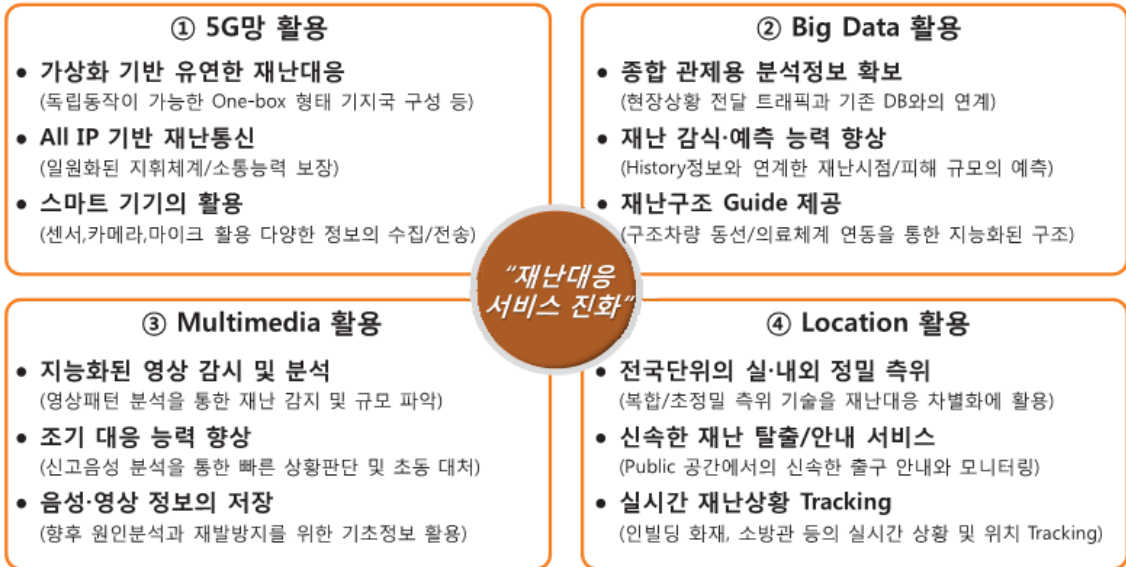 ① 5G망 활용
• 가상화 기반 유연한 재난대응
(독립동작이 가능한 One-box 형태 기지국 구성 등)
• All IP 기반 재난통신
(일원화된 지휘체계/소통능력 보장)
• 스마트 기기의 활용
(센서,카메라,마이크 활용 다양한 정보의 수집/전송)
② Big Data 활용
• 종합 관제용 분석정보 확보
(현장상황 전달 트래픽과 기존 DB와의 연계)
• 재난 감식·예측 능력 향상
(History정보와 연계한 재난시점/피해 규모의 예측)
• 재난구조 Guide 제공
(구조차량 동선/의료체계 연동을 통한 지능화된 구조)
“재난대응
서비스 진화“
③ Multimedia 활용
• 지능화된 영상 감시 및 분석
(영상패턴 분석을 통한 재난 감지 및 규모 파악)
• 조기 대응 능력 향상
(신고음성 분석을 통한 빠른 상황판단 및 초동 대처)
• 음성·영상 정보의 저장
(향후 원인분석과 재발방지를 위한 기초정보 활용)
④ Location 활용
• 전국단위의 실·내외 정밀 측위
(복합/초정밀 측위 기술을 재난대응 차별화에 활용)
• 신속한 재난 탈출/안내 서비스
(Public 공간에서의 신속한 출구 안내와 모니터링)
• 실시간 재난상황 Tracking
(인빌딩 화재, 소방관 등의 실시간 상황 및 위치 Tracking)